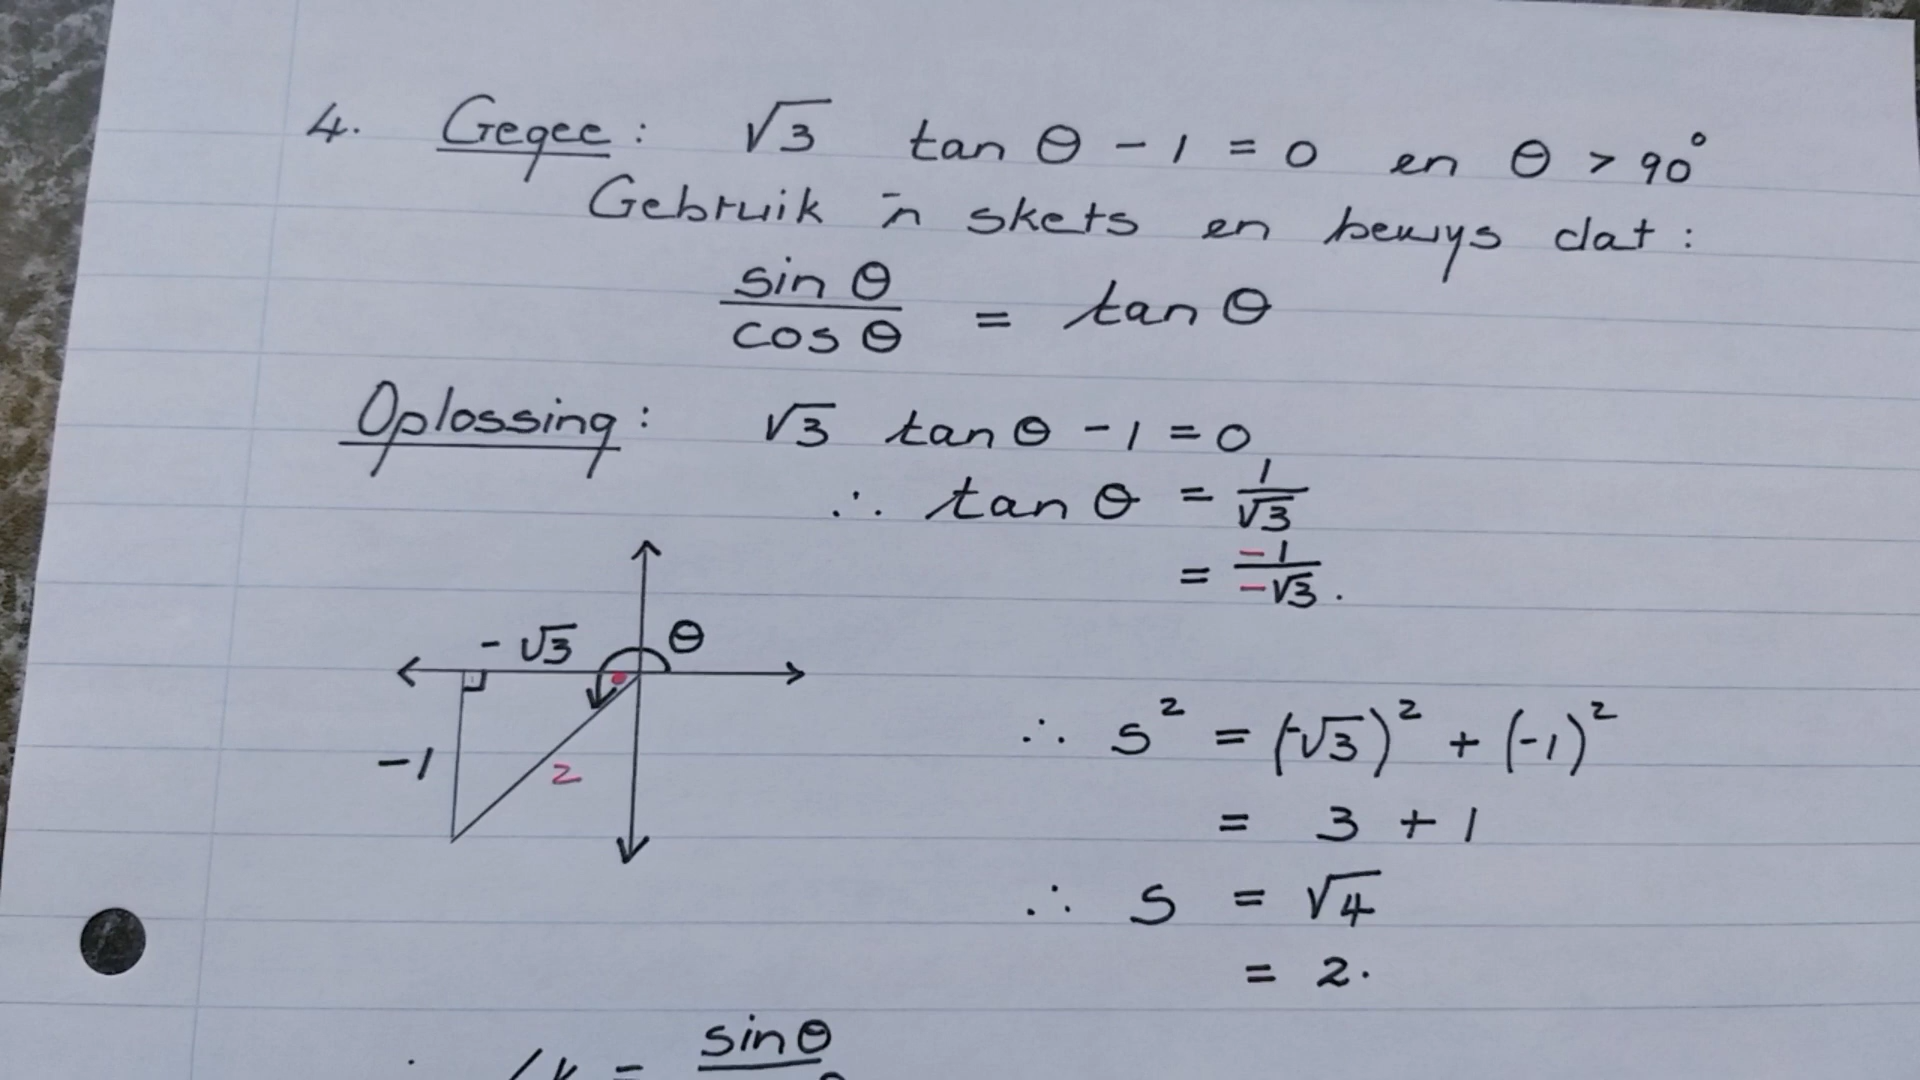 4. Gegee : √3 tan θ - 1 = 0 en θ > 90°
Gebruik 'n skets en bewys dat :
sin θ / cos θ = tan θ
Oplossing : √3 tan θ - 1 = 0
∴ tan θ = 1/√3
= -1/-√3 .
- √3 θ
-1
2
∴ s² = (-√3)² + (-1)²
= 3 + 1
∴ s = √4
= 2.
sin θ